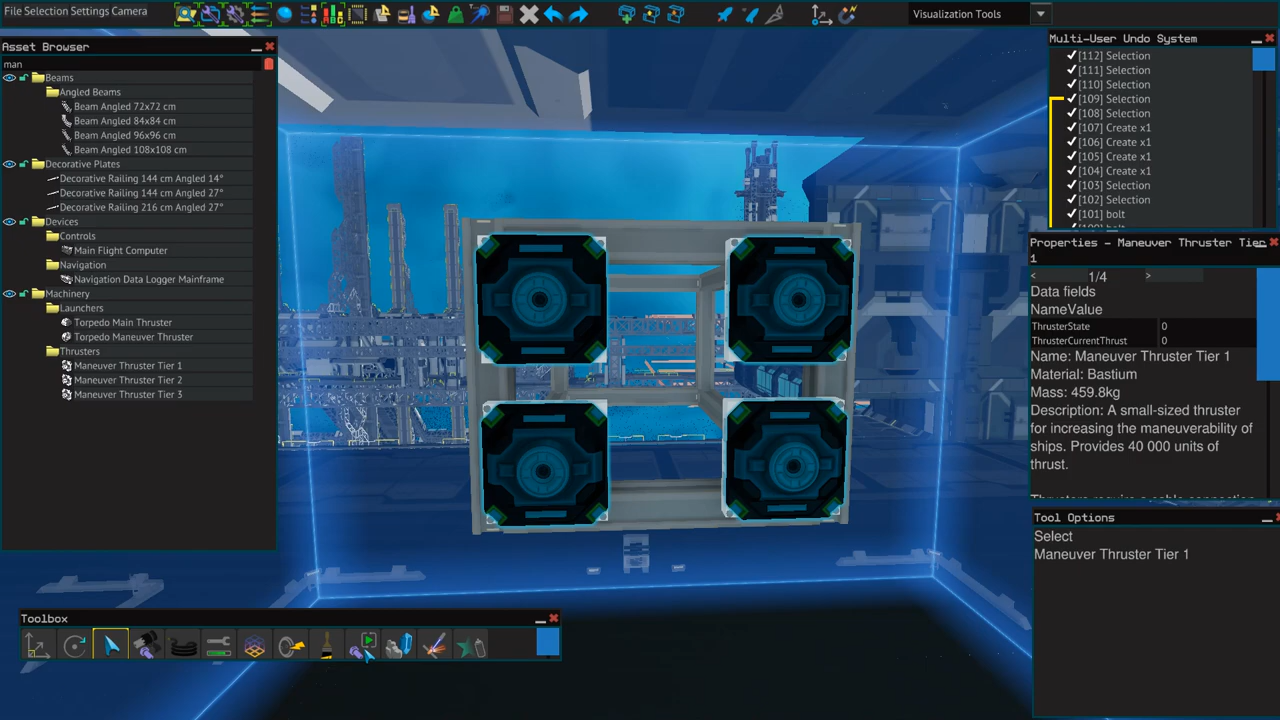 File Selection Settings Camera
Visualization Tools
Asset Browser
man
Beams
Angled Beams
Beam Angled 72x72 cm
Beam Angled 84x84 cm
Beam Angled 96x96 cm
Beam Angled 108x108 cm
Decorative Plates
Decorative Railing 144 cm Angled 14°
Decorative Railing 144 cm Angled 27°
Decorative Railing 216 cm Angled 27°
Devices
Controls
Main Flight Computer
Navigation
Navigation Data Logger Mainframe
Machinery
Launchers
Torpedo Main Thruster
Torpedo Maneuver Thruster
Thrusters
Maneuver Thruster Tier 1
Maneuver Thruster Tier 2
Maneuver Thruster Tier 3
Multi-User Undo System
[112] Selection
[111] Selection
[110] Selection
[109] Selection
[108] Selection
[107] Create x1
[106] Create x1
[105] Create x1
[104] Create x1
[103] Selection
[102] Selection
[101] bolt
Properties - Maneuver Thruster Tier
1
< 1/4 >
Data fields
NameValue
ThrusterState 0
ThrusterCurrentThrust 0
Name: Maneuver Thruster Tier 1
Material: Bastium
Mass: 459.8kg
Description: A small-sized thruster
for increasing the maneuverability of
ships. Provides 40 000 units of
thrust.
Thrusters require a cable connection
Tool Options
Select
Maneuver Thruster Tier 1
Toolbox